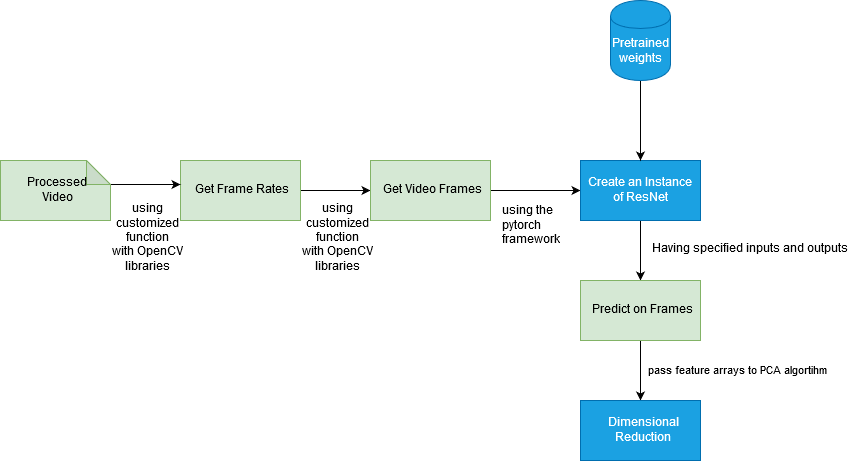 Pretrained
weights
Processed
Video
Get Frame Rates
Get Video Frames
Create an Instance
of ResNet
using
customized
function
with OpenCV
libraries
using
customized
function
with OpenCV
libraries
using the
pytorch
framework
Having specified inputs and outputs
Predict on Frames
pass feature arrays to PCA algortihm
Dimensional
Reduction